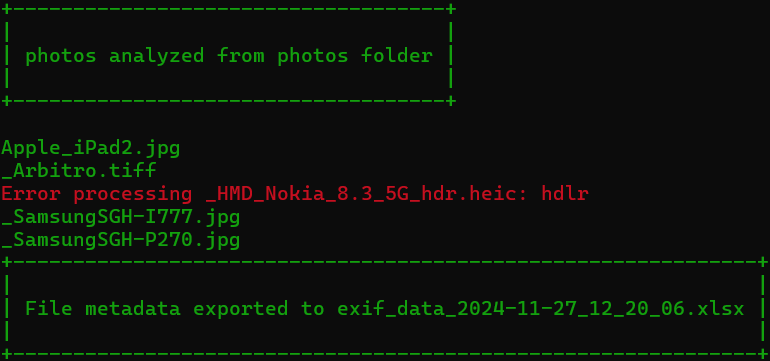 photos analyzed from photos folder
Apple_iPad2.jpg
_Arbitro.tiff
Error processing _HMD_Nokia_8.3_5G_hdr.heic: hdlr
_SamsungSGH-I777.jpg
_SamsungSGH-P270.jpg
File metadata exported to exif_data_2024-11-27_12_20_06.xlsx